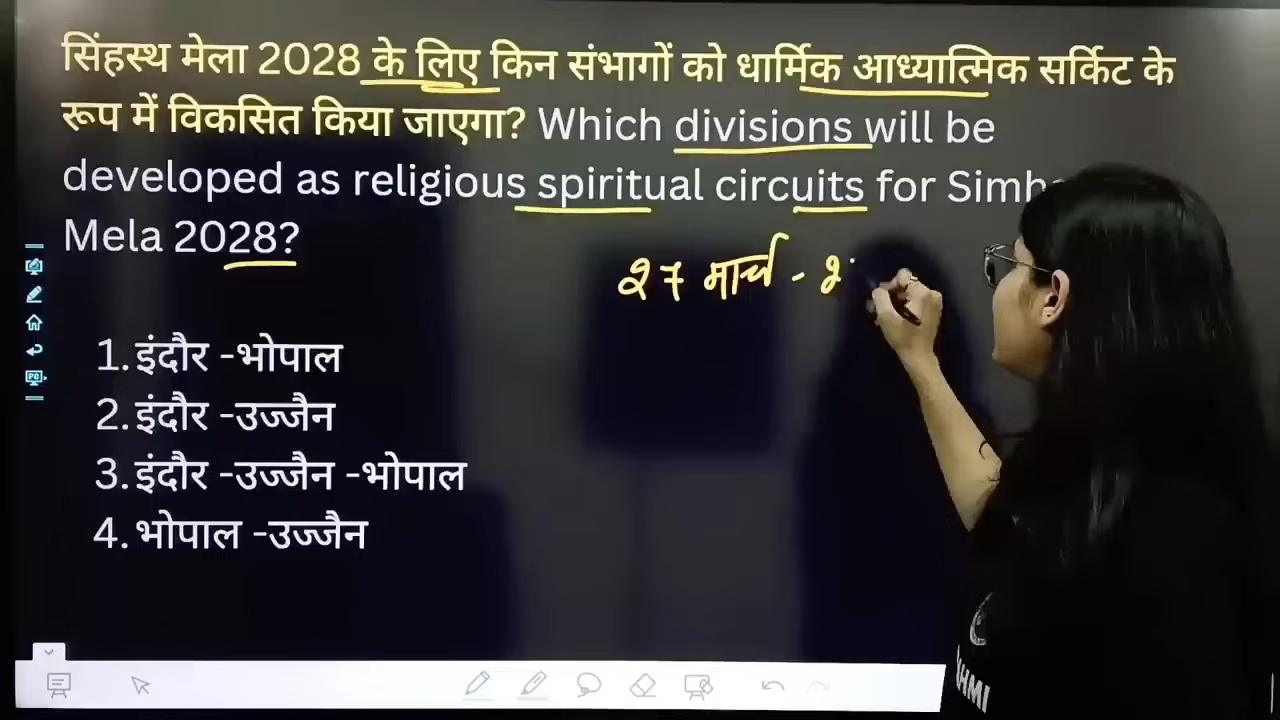 सिंहस्थ मेला 2028 के लिए किन संभागों को धार्मिक आध्यात्मिक सर्किट के
रूप में विकसित किया जाएगा? Which divisions will be
developed as religious spiritual circuits for
Mela 2028?
27 मार्च -
1. इंदौर -भोपाल
2. इंदौर -उज्जैन
3. इंदौर -उज्जैन -भोपाल
4. भोपाल -उज्जैन